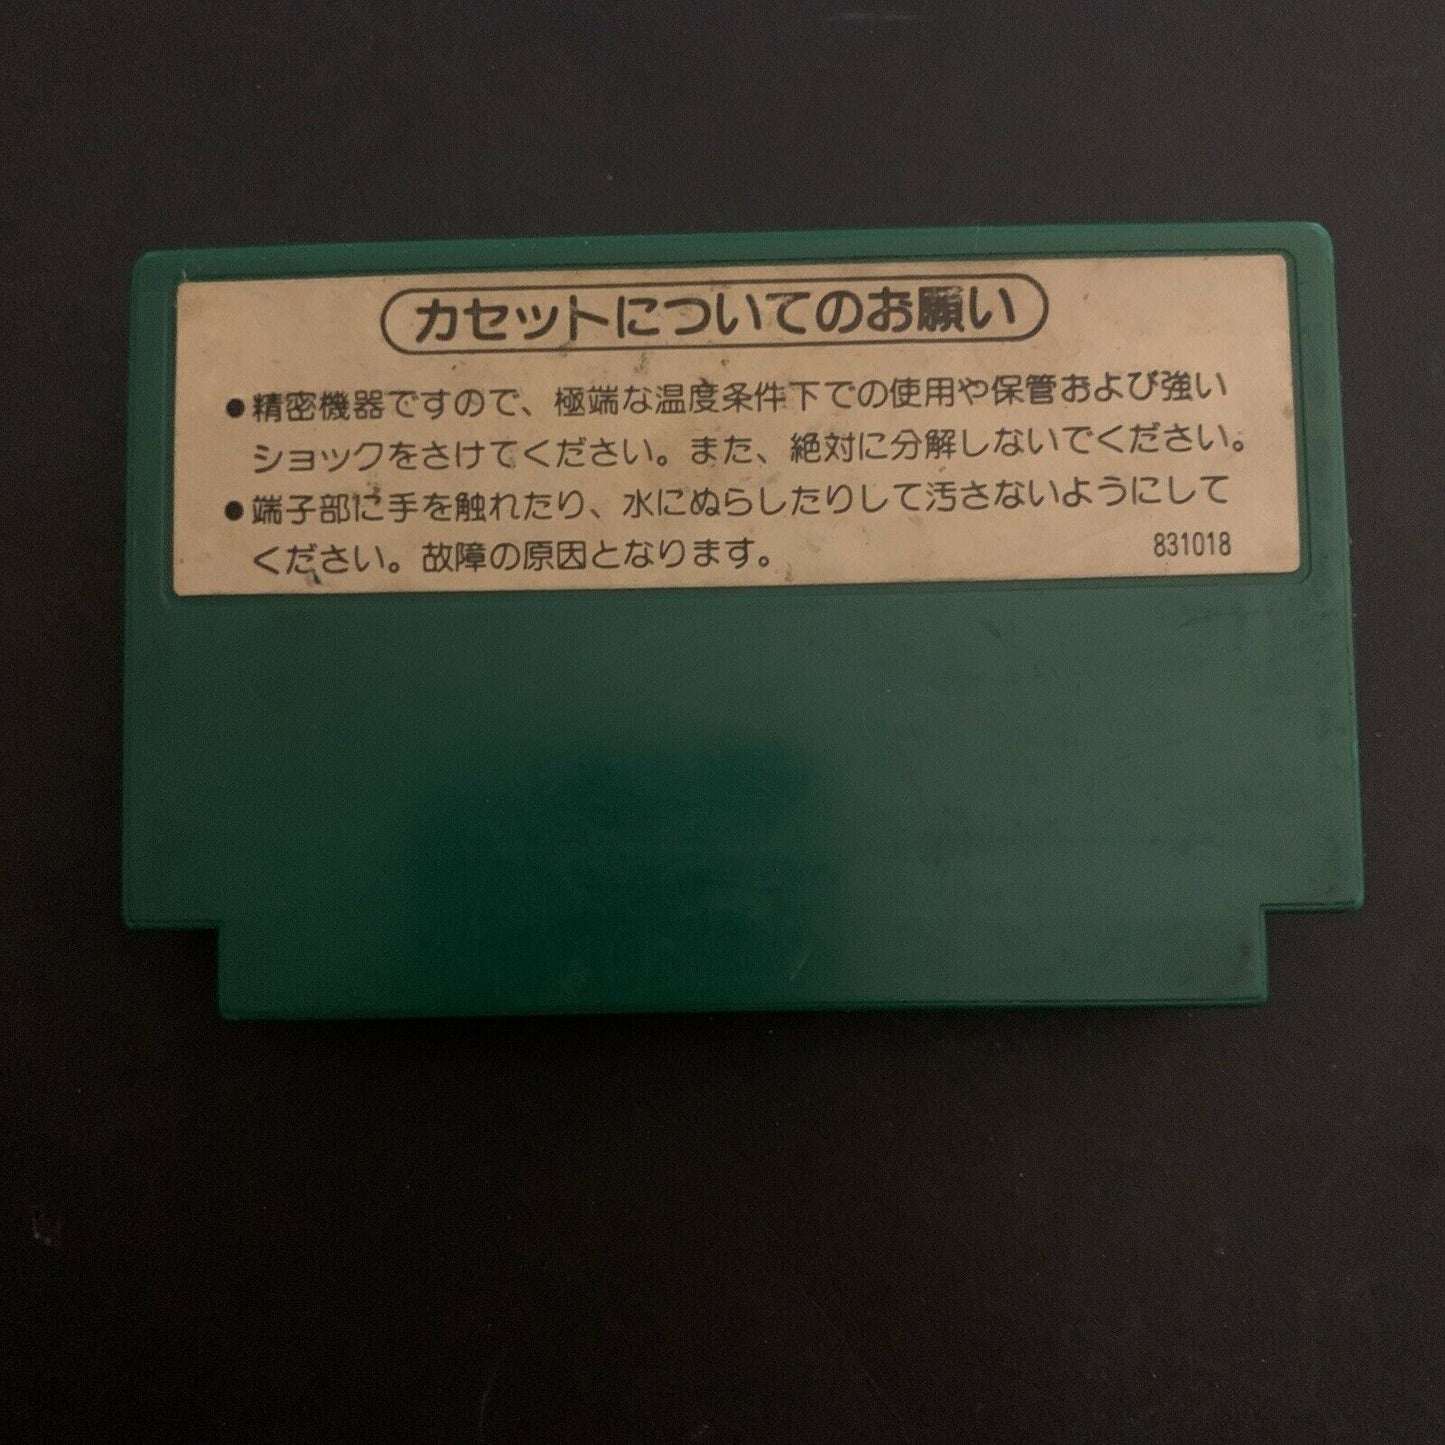 カセットについてのお願い
●精密機器ですので、極端な温度条件下での使用や保管および強い
ショックをさけてください。また、絶対に分解しないでください。
●端子部に手を触れたり、水にぬらしたりして汚さないようにして
ください。故障の原因となります。
831018